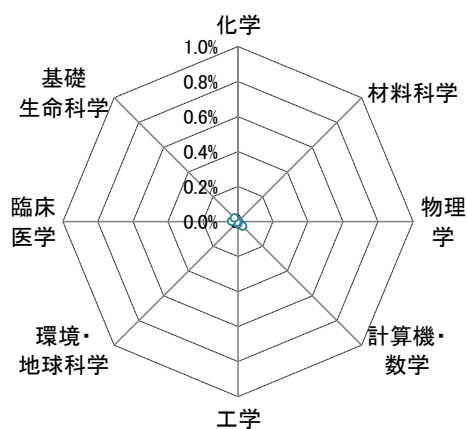 化学
材料科学
物理
学
計算機・
数学
工学
環境・
地球科学
臨床
医学
基礎
生命科学
1.0%
0.8%
0.6%
0.4%
0.2%
0.0%